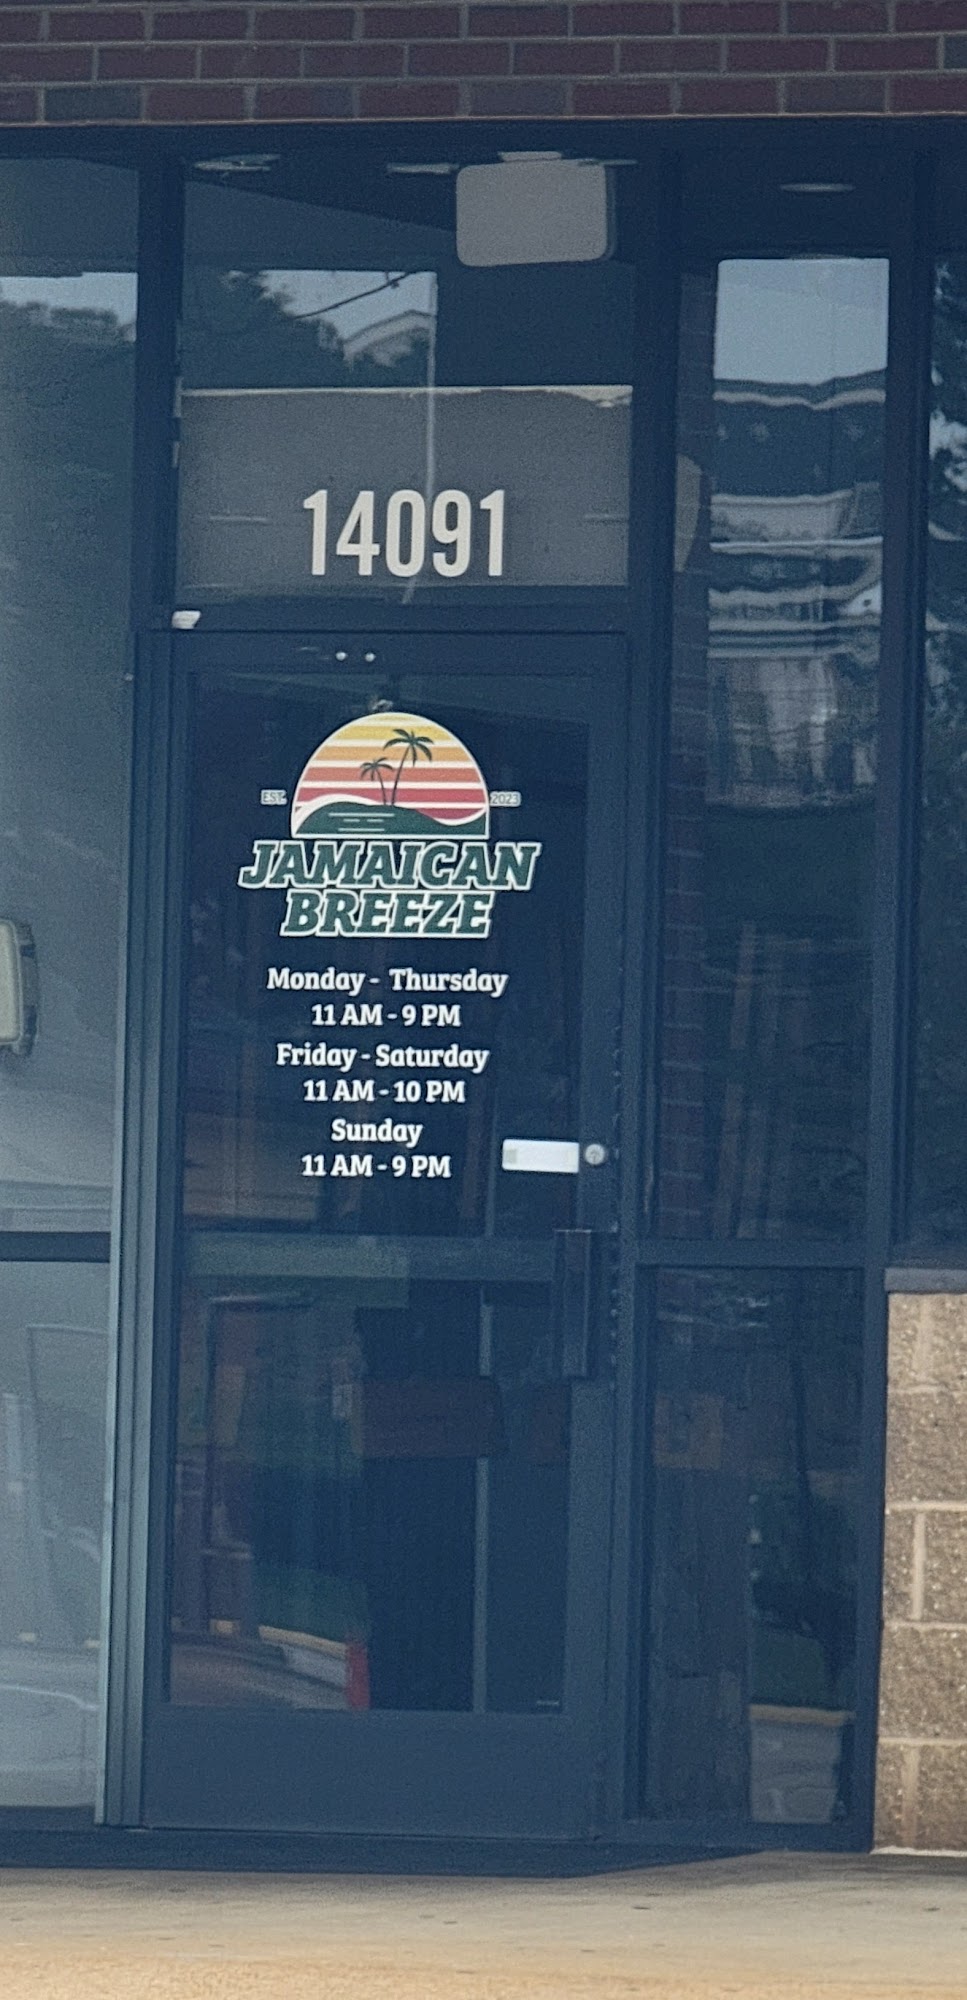 14091
EST. 2023
JAMAICAN
BREEZE
Monday - Thursday
11 AM - 9 PM
Friday - Saturday
11 AM - 10 PM
Sunday
11 AM - 9 PM